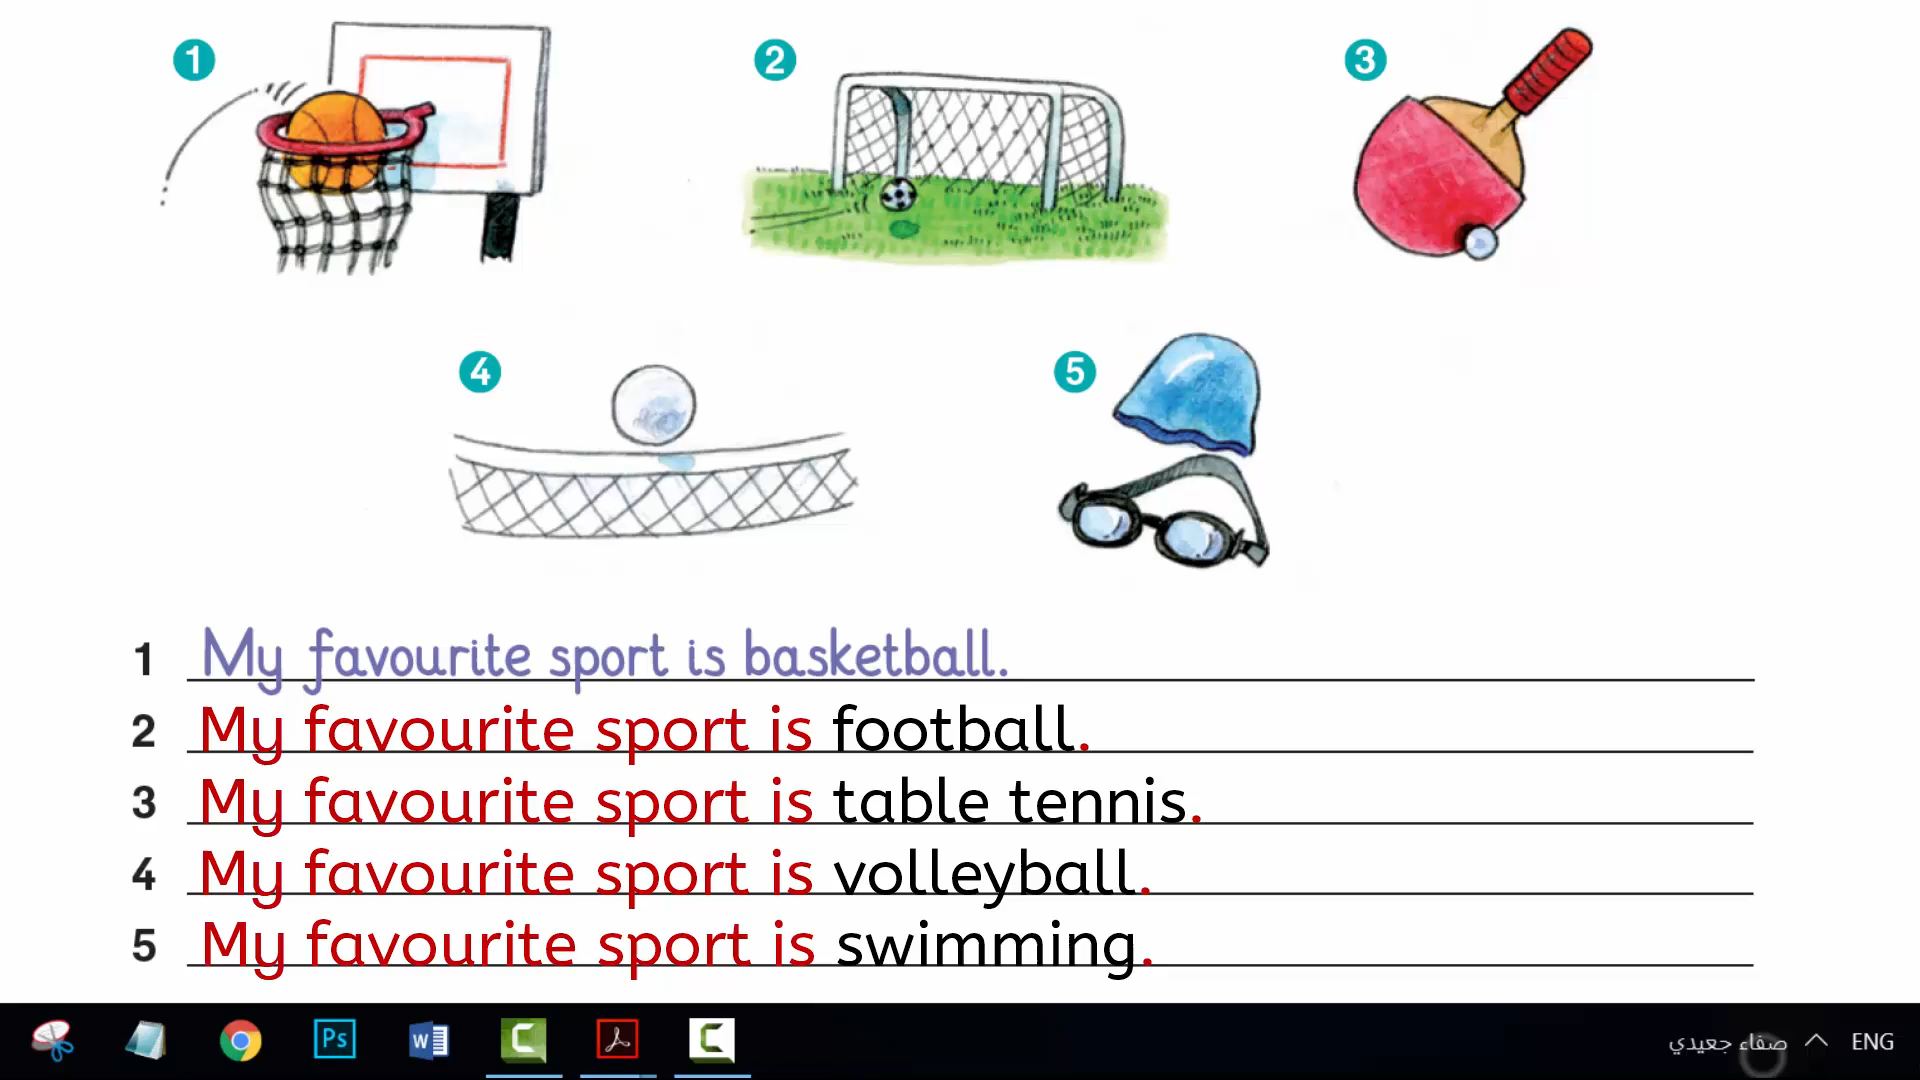 1
2
3
4
5
1 My favourite sport is basketball.
2 My favourite sport is football.
3 My favourite sport is table tennis.
4 My favourite sport is volleyball.
5 My favourite sport is swimming.
Ps
W
صفاء جعيدي
ENG